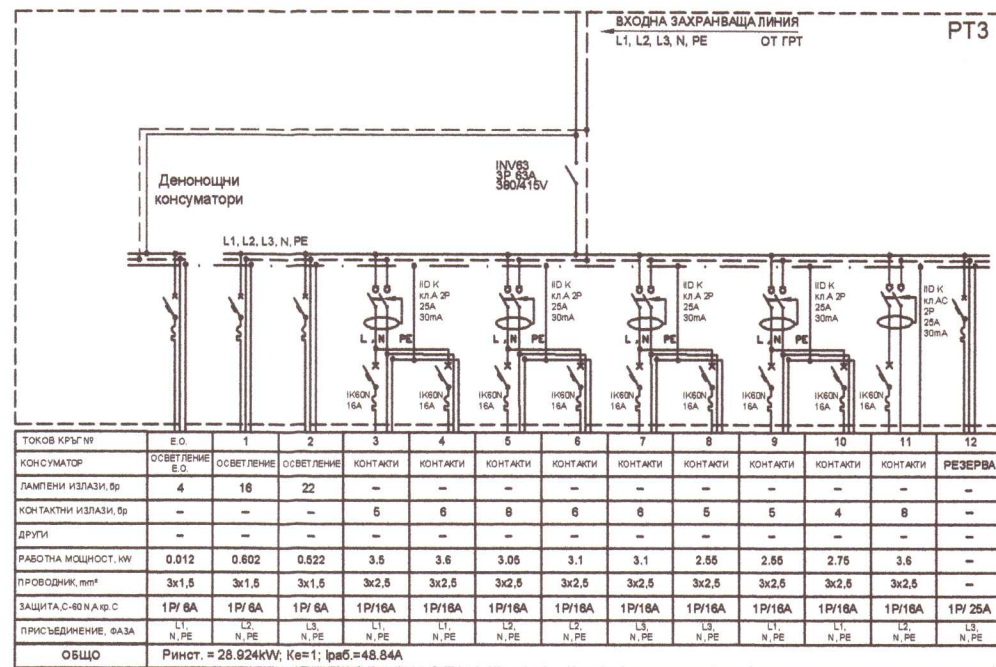 ВХОДНА ЗАХРАНВАЩА ЛИНИЯ
L1, L2, L3, N, PE ОТ ГРТ
РТ3
INV63
3P, 63A
380/415V
Денонощни
консуматори
L1, L2, L3, N, PE
IID K
кл.А 2P
25A
30mA
IID K
кл.А 2P
25A
30mA
IID K
кл.А 2P
25A
30mA
IID K
кл.А 2P
25A
30mA
IID K
кл.АС
2P
25A
30mA
L, N PE
L, N PE
L, N PE
L, N PE
IK60N
16A
IK60N
16A
IK60N
16A
IK60N
16A
IK60N
16A
IK60N
16A
IK60N
16A
IK60N
16A
IK60N
16A
ТОКОВ КРЪГ № Е.О. 1 2 3 4 5 6 7 8 9 10 11 12
КОНСУМАТОР ОСВЕТЛЕНИЕ Е.О. ОСВЕТЛЕНИЕ ОСВЕТЛЕНИЕ КОНТАКТИ КОНТАКТИ КОНТАКТИ КОНТАКТИ КОНТАКТИ КОНТАКТИ КОНТАКТИ КОНТАКТИ КОНТАКТИ РЕЗЕРВА
ЛАМПЕНИ ИЗЛАЗИ, бр 4 16 22 - - - - - - - - - -
КОНТАКТНИ ИЗЛАЗИ, бр - - - 5 6 8 6 6 5 5 4 8 -
ДРУГИ - - - - - - - - - - - - -
РАБОТНА МОЩНОСТ, kW 0.012 0.602 0.522 3.5 3.6 3.05 3.1 3.1 2.55 2.55 2.75 3.6 -
ПРОВОДНИК, mm² 3x1,5 3x1,5 3x1,5 3x2,5 3x2,5 3x2,5 3x2,5 3x2,5 3x2,5 3x2,5 3x2,5 3x2,5 -
ЗАЩИТА, C-60 N,A кр. C 1P/ 6A 1P/ 6A 1P/ 6A 1P/16A 1P/16A 1P/16A 1P/16A 1P/16A 1P/16A 1P/16A 1P/16A 1P/16A 1P/ 25A
ПРИСЪЕДИНЕНИЕ, ФАЗА L1, N, PE L2, N, PE L3, N, PE L1, N, PE L1, N, PE L2, N, PE L2, N, PE L3, N, PE L3, N, PE L1, N, PE L1, N, PE L2, N, PE L3, N, PE
ОБЩО Ринст. = 28.924kW; Ke=1; Iраб.=48.84A